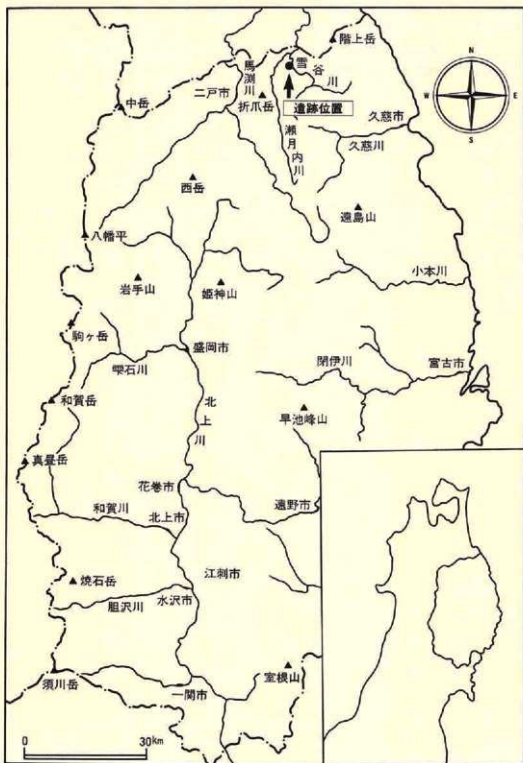 階上岳
雪谷川
馬渕川
二戸市
折爪岳
中岳
遺跡位置
瀬月内川
久慈市
久慈川
N
W
E
S
西岳
遠島山
八幡平
岩手山
姫神山
小本川
駒ヶ岳
盛岡市
雫石川
閉伊川
宮古市
和賀岳
北上川
早池峰山
真昼岳
花巻市
和賀川
北上市
遠野市
焼石岳
江刺市
胆沢川
水沢市
須川岳
一関市
室根山
0
30km